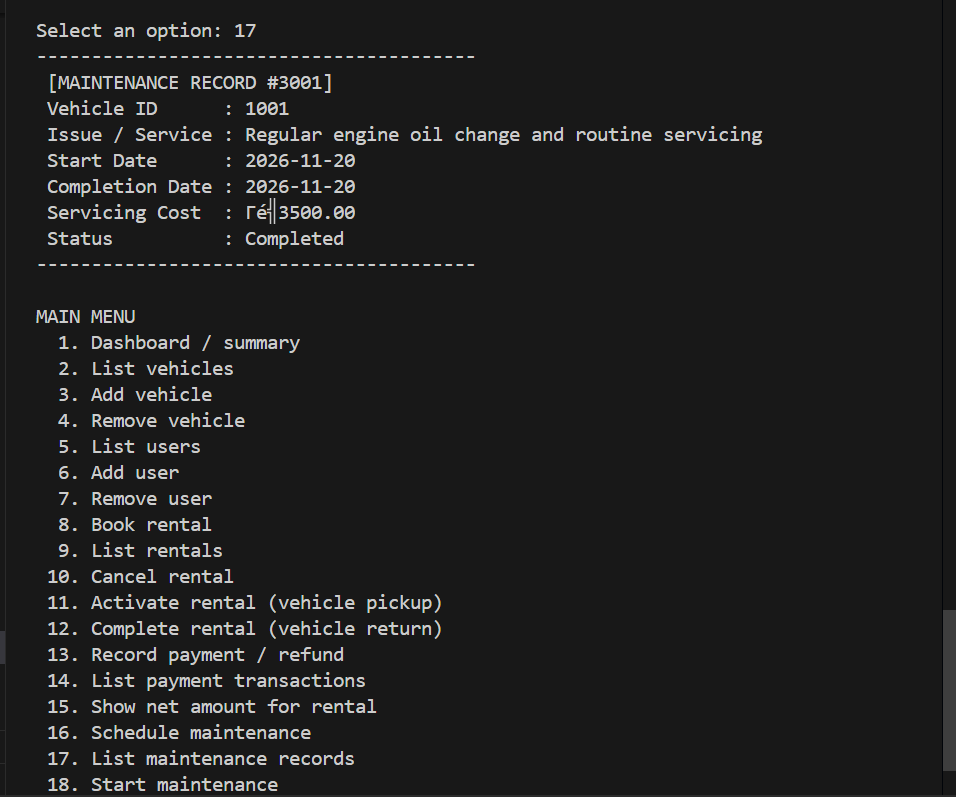 Select an option: 17
----------------------------------------
[MAINTENANCE RECORD #3001]
Vehicle ID      : 1001
Issue / Service : Regular engine oil change and routine servicing
Start Date      : 2026-11-20
Completion Date : 2026-11-20
Servicing Cost  : Γé╣3500.00
Status          : Completed
----------------------------------------
MAIN MENU
1. Dashboard / summary
2. List vehicles
3. Add vehicle
4. Remove vehicle
5. List users
6. Add user
7. Remove user
8. Book rental
9. List rentals
10. Cancel rental
11. Activate rental (vehicle pickup)
12. Complete rental (vehicle return)
13. Record payment / refund
14. List payment transactions
15. Show net amount for rental
16. Schedule maintenance
17. List maintenance records
18. Start maintenance